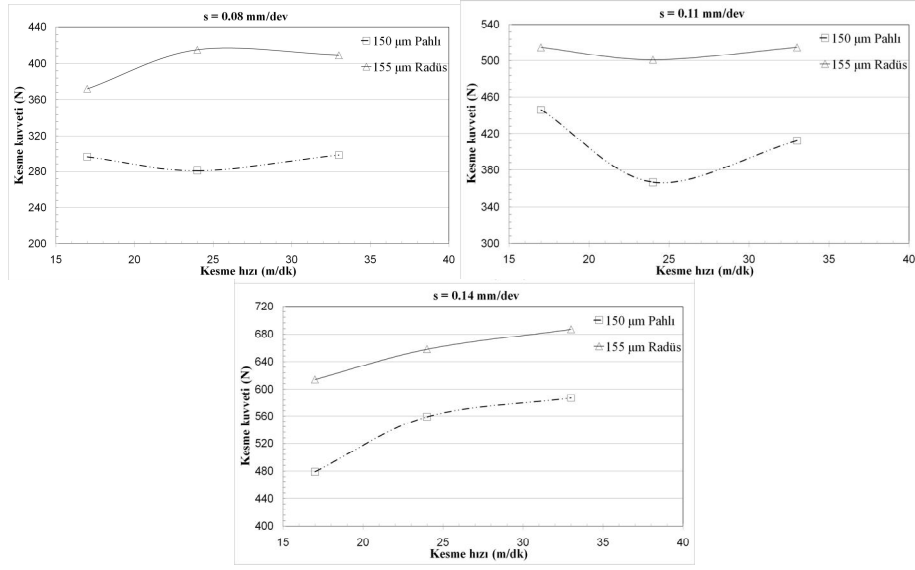 s = 0.08 mm/dev
440
400
360
320
280
240
200
Kesme kuvveti (N)
150 µm Pahlı
155 µm Radüs
15 20 25 30 35 40
Kesme hızı (m/dk)
s = 0.11 mm/dev
540
500
460
420
380
340
300
Kesme kuvveti (N)
150 µm Pahlı
155 µm Radüs
15 20 25 30 35 40
Kesme hızı (m/dk)
s = 0.14 mm/dev
720
680
640
600
560
520
480
440
400
Kesme kuvveti (N)
150 µm Pahlı
155 µm Radüs
15 20 25 30 35 40
Kesme hızı (m/dk)